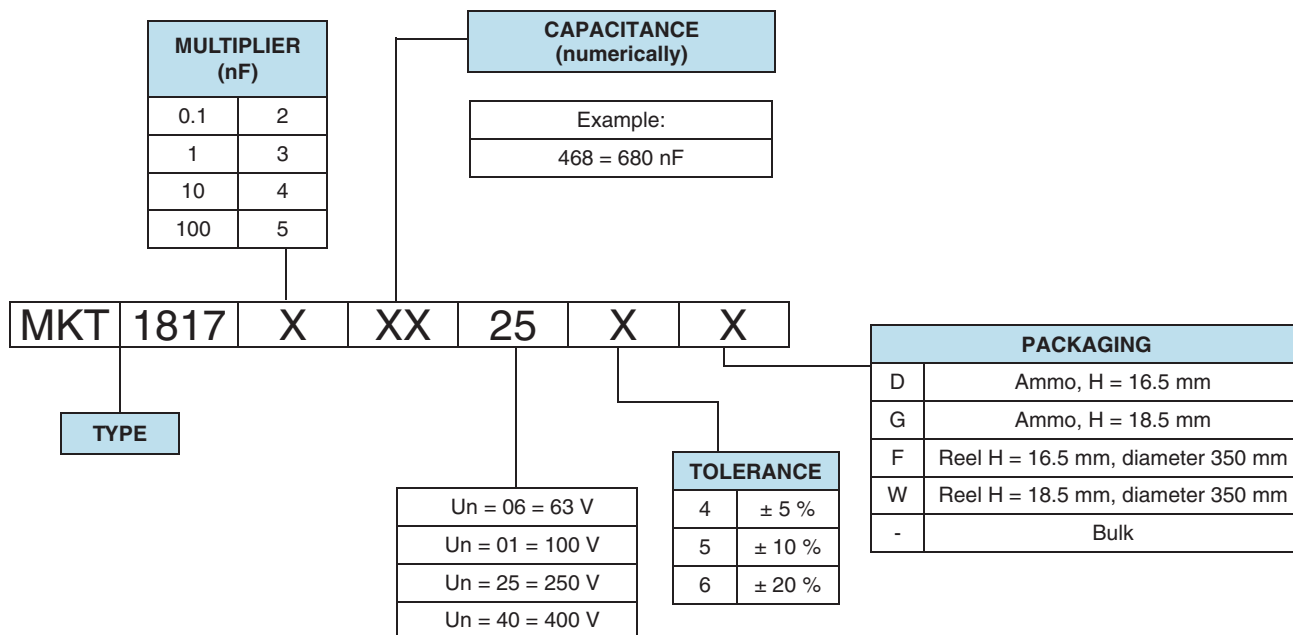 MULTIPLIER
(nF)
0.1 2
1 3
10 4
100 5
CAPACITANCE
(numerically)
Example:
468 = 680 nF
MKT 1817 X XX 25 X X
TYPE
Un = 06 = 63 V
Un = 01 = 100 V
Un = 25 = 250 V
Un = 40 = 400 V
TOLERANCE
4 ± 5 %
5 ± 10 %
6 ± 20 %
PACKAGING
D Ammo, H = 16.5 mm
G Ammo, H = 18.5 mm
F Reel H = 16.5 mm, diameter 350 mm
W Reel H = 18.5 mm, diameter 350 mm
- Bulk